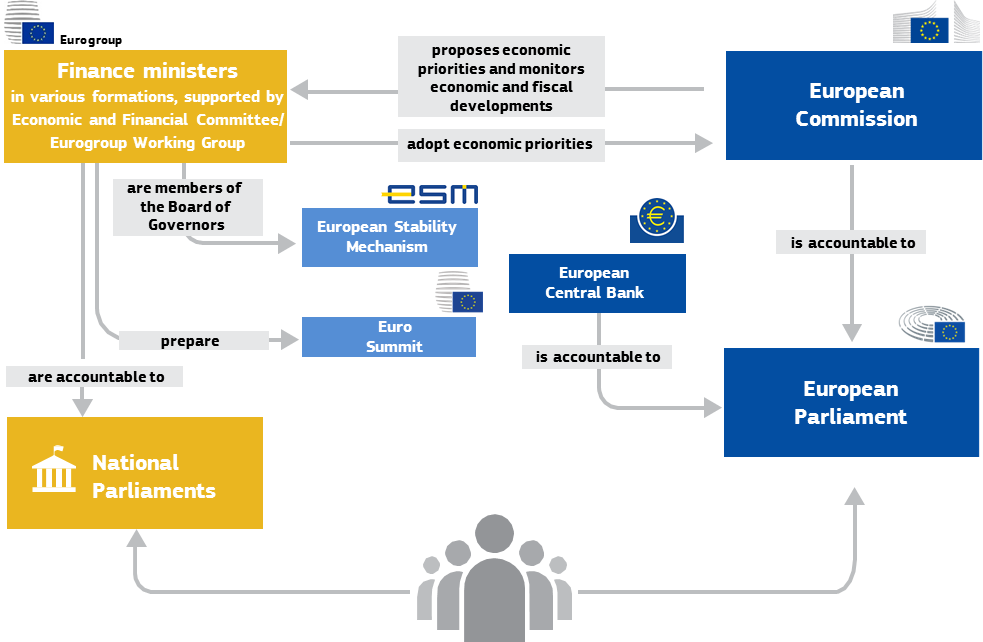 Eurogroup
Finance ministers
in various formations, supported by
Economic and Financial Committee/
Eurogroup Working Group
proposes economic
priorities and monitors
economic and fiscal
developments
adopt economic priorities
European
Commission
are members of
the Board of
Governors
esm
European Stability
Mechanism
€
European
Central Bank
is accountable to
prepare
Euro
Summit
is accountable to
European
Parliament
are accountable to
National
Parliaments